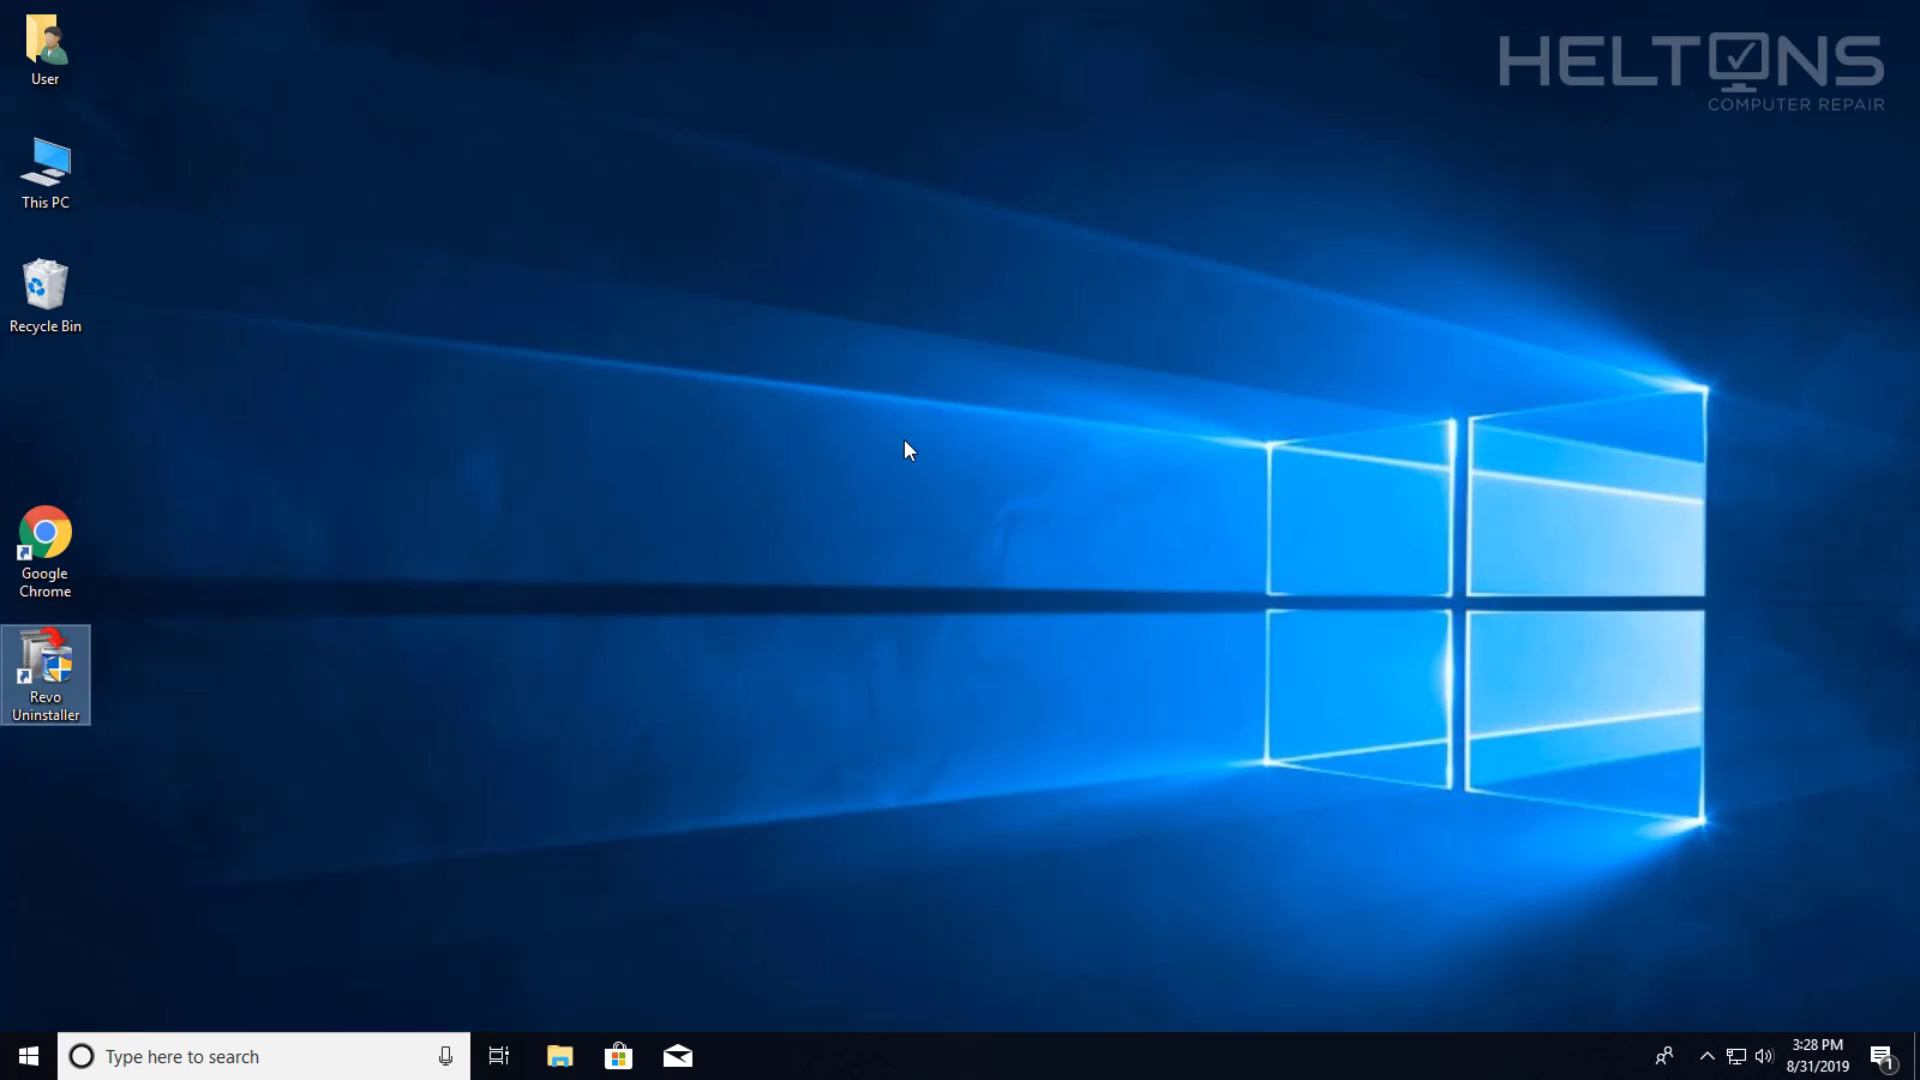 User
HELTONS
COMPUTER REPAIR
This PC
Recycle Bin
Google
Chrome
Revo
Uninstaller
Type here to search
3:28 PM
8/31/2019
1